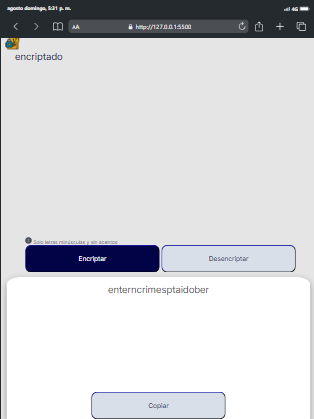 agosto domingo, 5:31 p. m.
4G
AA
http://127.0.0.1:5500
encriptado
Solo letras minúsculas y sin acentos
Encriptar
Desencriptar
enterncrimesptaidober
Copiar